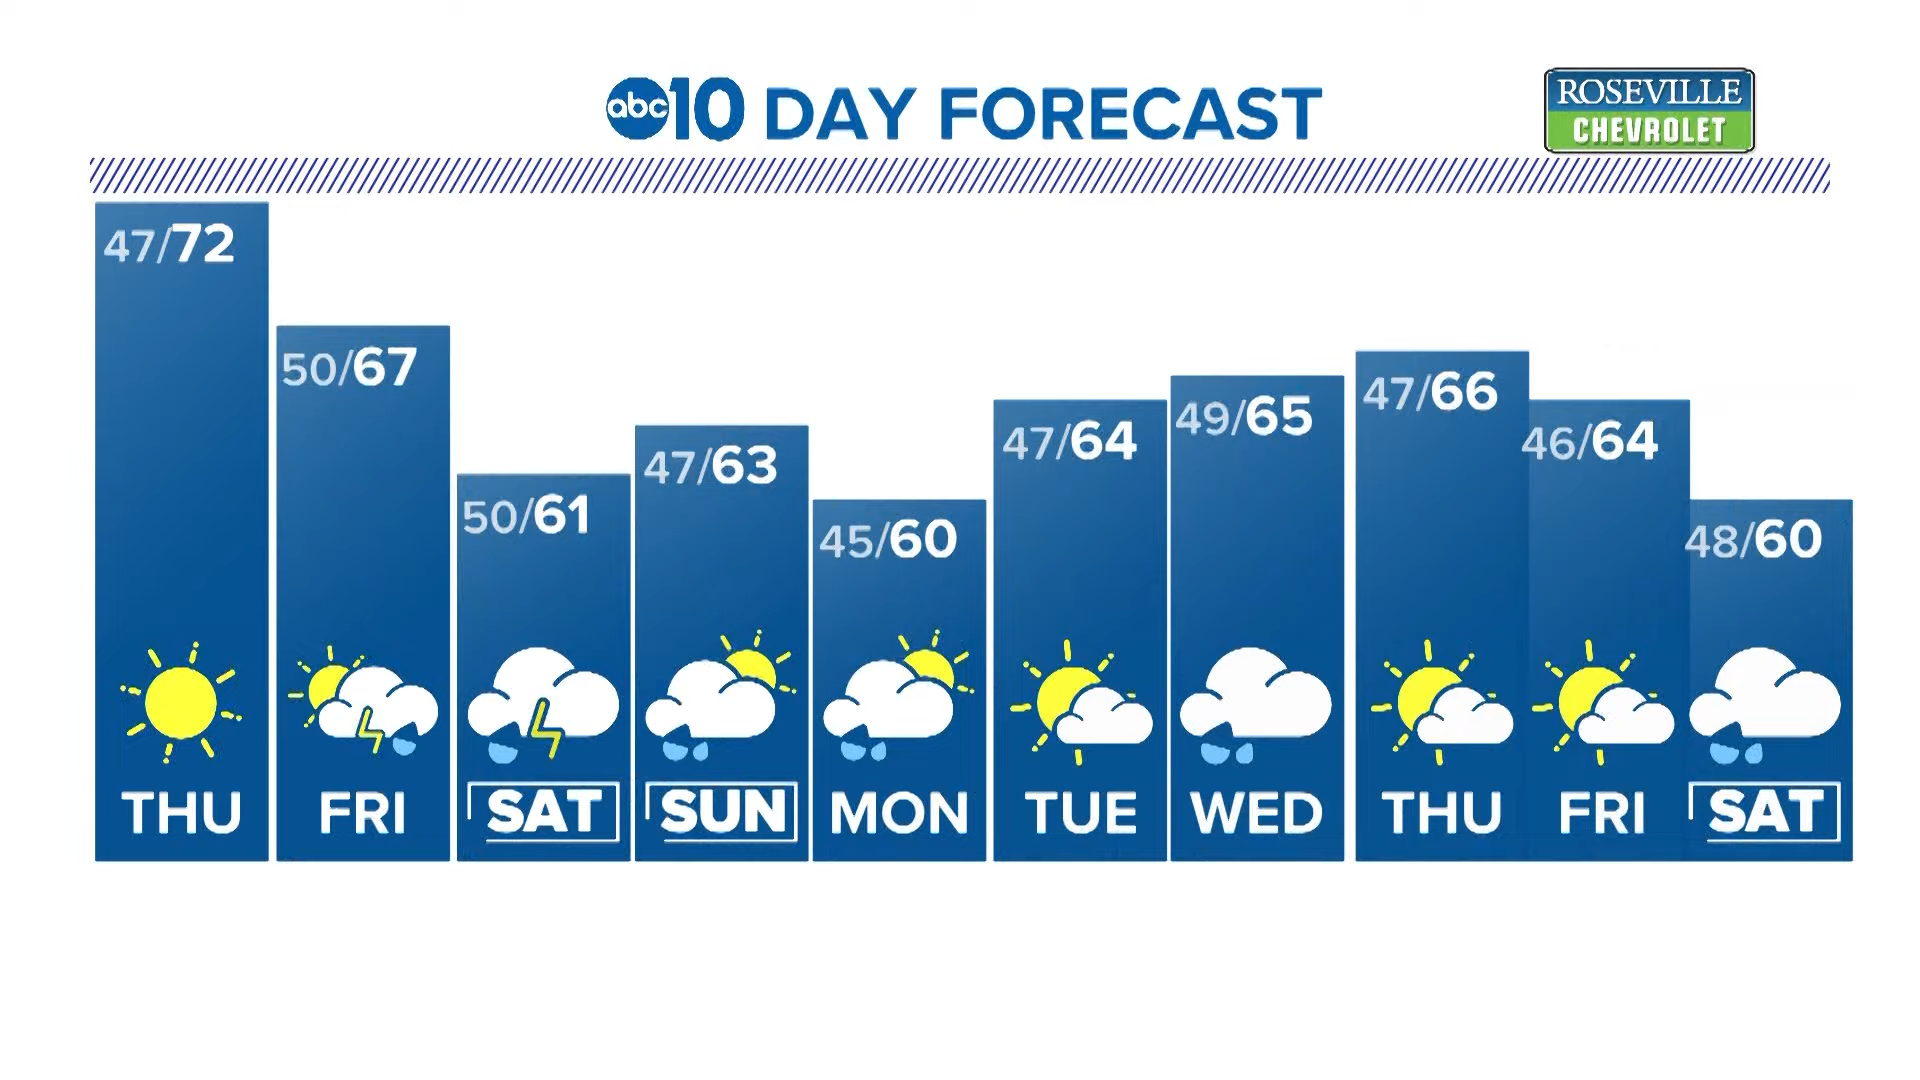 abc10 DAY FORECAST
ROSEVILLE
CHEVROLET
47/72
50/67
50/61
47/63
45/60
47/64
49/65
47/66
46/64
48/60
THU
FRI
SAT
SUN
MON
TUE
WED
THU
FRI
SAT